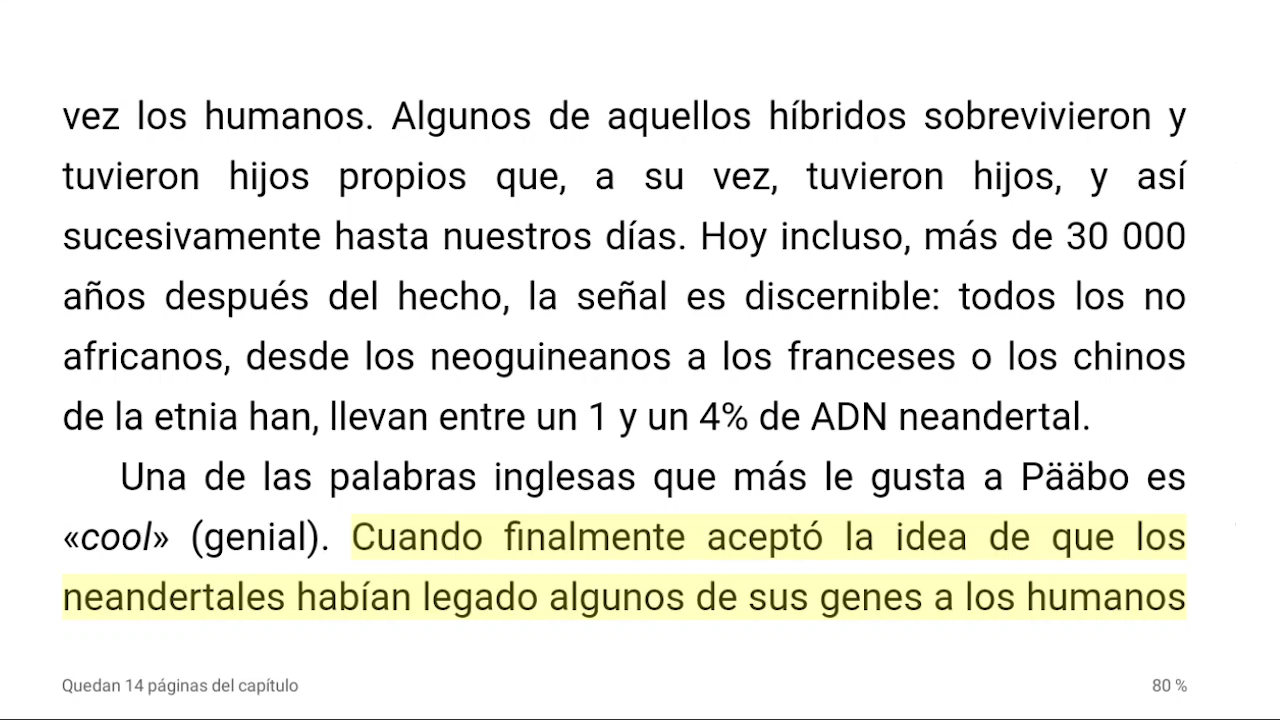 vez los humanos. Algunos de aquellos híbridos sobrevivieron y
tuvieron hijos propios que, a su vez, tuvieron hijos, y así
sucesivamente hasta nuestros días. Hoy incluso, más de 30 000
años después del hecho, la señal es discernible: todos los no
africanos, desde los neoguineanos a los franceses o los chinos
de la etnia han, llevan entre un 1 y un 4% de ADN neandertal.
Una de las palabras inglesas que más le gusta a Pääbo es
«cool» (genial). Cuando finalmente aceptó la idea de que los
neandertales habían legado algunos de sus genes a los humanos
Quedan 14 páginas del capítulo
80 %